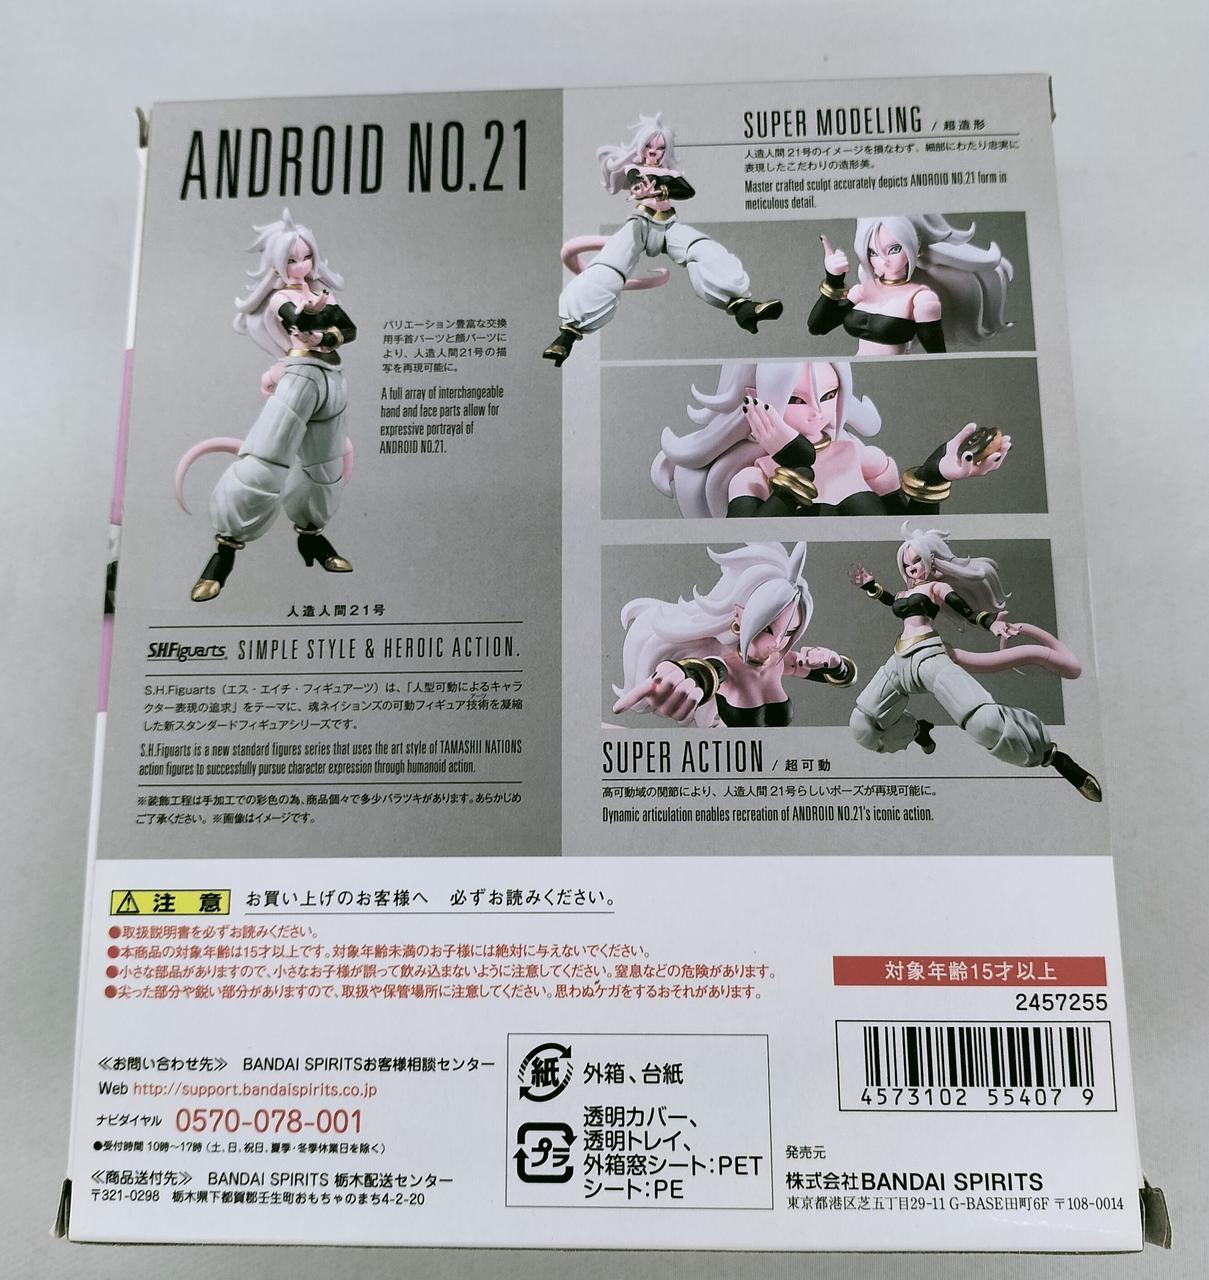 ANDROID NO.21
バリエーション豊富な交換
用手首パーツと顔パーツに
より、人造人間21号の描
写を再現可能に。
A full array of interchangeable
hand and face parts allow for
expressive portrayal of
ANDROID NO.21.
人造人間21号
S.H.Figuarts SIMPLE STYLE & HEROIC ACTION.
S.H.Figuarts（エス・エイチ・フィギュアーツ）は、「人型可動によるキャラ
クター表現の追求」をテーマに、魂ネイションズの可動フィギュア技術を凝縮
アーツ
した新スタンダードフィギュアシリーズです。
S.H.Figuarts is a new standard figures series that uses the art style of TAMASHII NATIONS
action figures to successfully pursue character expression through humanoid action.
※装飾工程は手加工での彩色の為、商品個々で多少バラツキがあります。あらかじめ
ご了承ください。※画像はイメージです。
SUPER MODELING / 超造形
人造人間21号のイメージを損なわず、細部にわたり忠実に
表現したこだわりの造形美。
Master crafted sculpt accurately depicts ANDROID NO.21 form in
meticulous detail.
SUPER ACTION / 超可動
高可動域の関節により、人造人間21号らしいポーズが再現可能に。
Dynamic articulation enables recreation of ANDROID NO.21's iconic action.
注意 お買い上げのお客様へ 必ずお読みください。
●取扱説明書を必ずお読みください。
●本商品の対象年齢は15才以上です。対象年齢未満のお子様には絶対に与えないでください。
●小さな部品がありますので、小さなお子様が誤って飲み込まないように注意してください。窒息などの危険があります。
●尖った部分や鋭い部分がありますので、取扱や保管場所に注意してください。思わぬケガをするおそれがあります。
対象年齢15才以上
2457255
4573102 55407 9
≪お問い合わせ先≫ BANDAI SPIRITSお客様相談センター
Web http://support.bandaispirits.co.jp
ナビダイヤル 0570-078-001
●受付時間 10時〜17時（土、日、祝日、夏季・冬季休業日を除く）
≪商品送付先≫ BANDAI SPIRITS 栃木配送センター
〒321-0298 栃木県下都賀郡壬生町おもちゃのまち4-2-20
紙 外箱、台紙
プラ 透明カバー、
透明トレイ、
外箱窓シート：PET
シート：PE
発売元
株式会社BANDAI SPIRITS
東京都港区芝五丁目29-11 G-BASE田町6F 〒108-0014